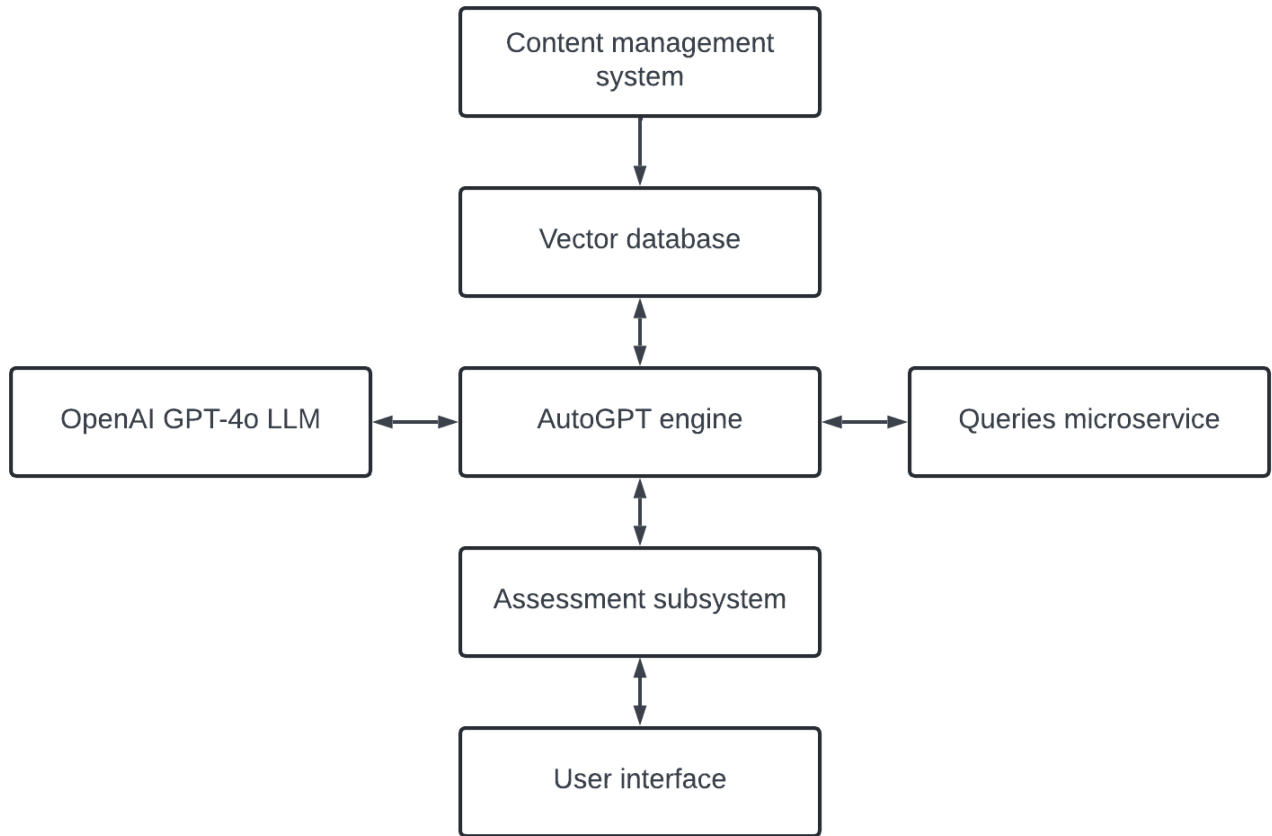 Content management
system
Vector database
OpenAI GPT-4o LLM
AutoGPT engine
Queries microservice
Assessment subsystem
User interface